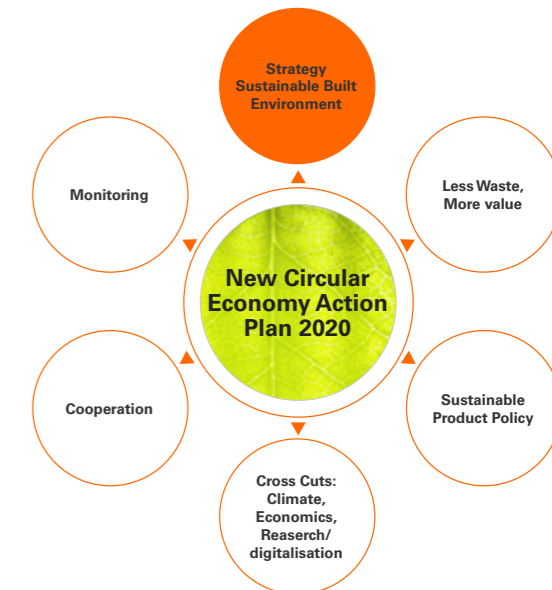 Strategy
Sustainable Built
Environment
Monitoring
Less Waste,
More value
New Circular
Economy Action
Plan 2020
Cooperation
Sustainable
Product Policy
Cross Cuts:
Climate,
Economics,
Reaserch/
digitalisation